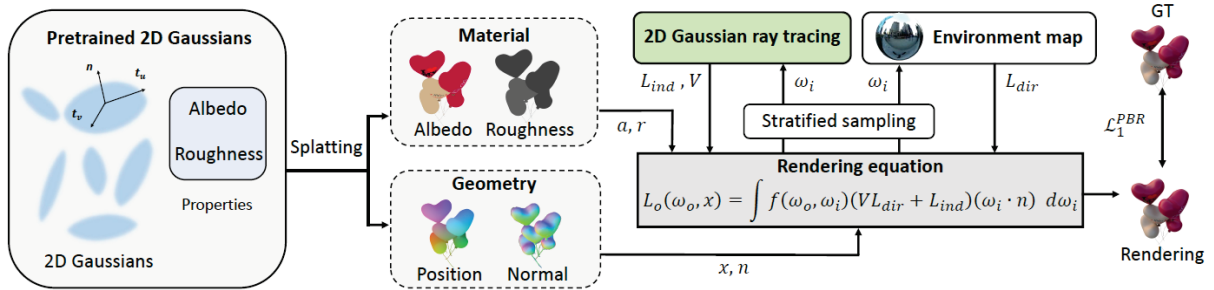 Pretrained 2D Gaussians
n
t_u
t_v
Albedo
Roughness
Properties
2D Gaussians
Splatting
Material
Albedo Roughness
Geometry
Position Normal
a, r
x, n
2D Gaussian ray tracing
Environment map
L_ind , V
ω_i
ω_i
L_dir
Stratified sampling
Rendering equation
L_o(ω_o, x) = ∫ f(ω_o, ω_i)(VL_dir + L_ind)(ω_i · n) dω_i
GT
ℒ_1^PBR
Rendering